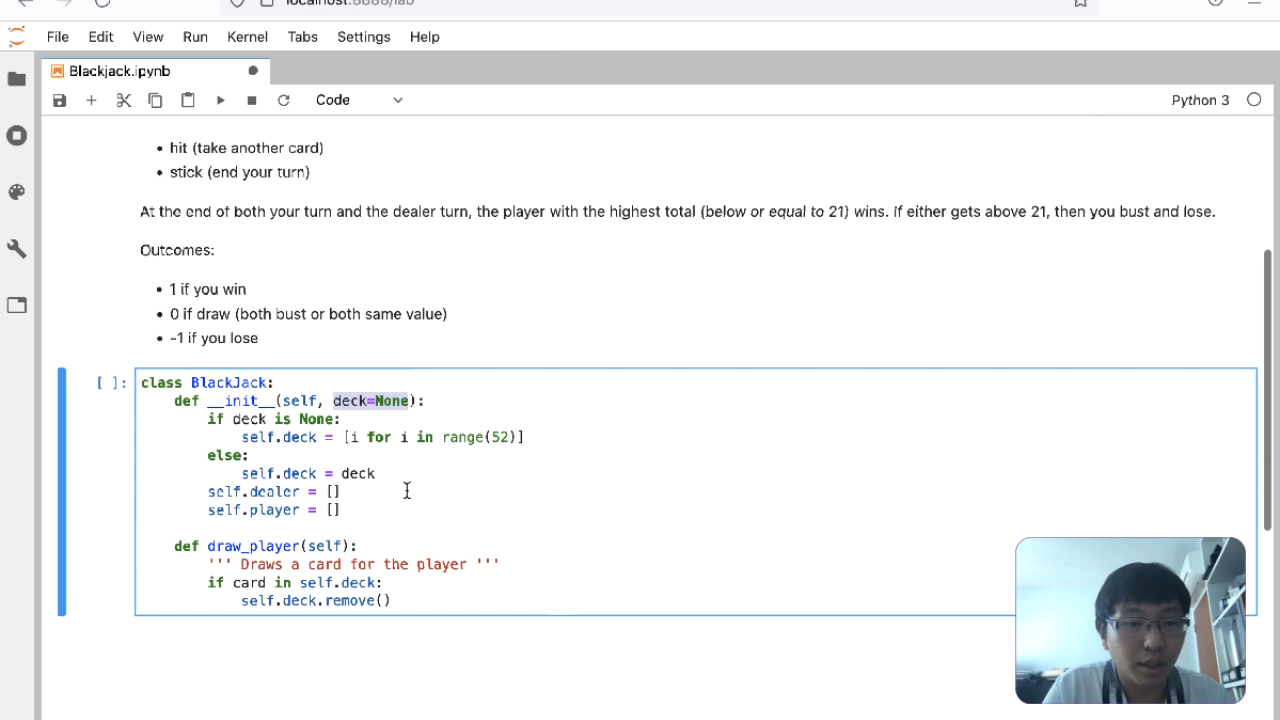 localhost:8888/lab
File Edit View Run Kernel Tabs Settings Help
Blackjack.ipynb
Code
Python 3
• hit (take another card)
• stick (end your turn)
At the end of both your turn and the dealer turn, the player with the highest total (below or equal to 21) wins. If either gets above 21, then you bust and lose.
Outcomes:
• 1 if you win
• 0 if draw (both bust or both same value)
• -1 if you lose
[ ]: class BlackJack:
def __init__(self, deck=None):
if deck is None:
self.deck = [i for i in range(52)]
else:
self.deck = deck
self.dealer = []
self.player = []
def draw_player(self):
''' Draws a card for the player '''
if card in self.deck:
self.deck.remove()